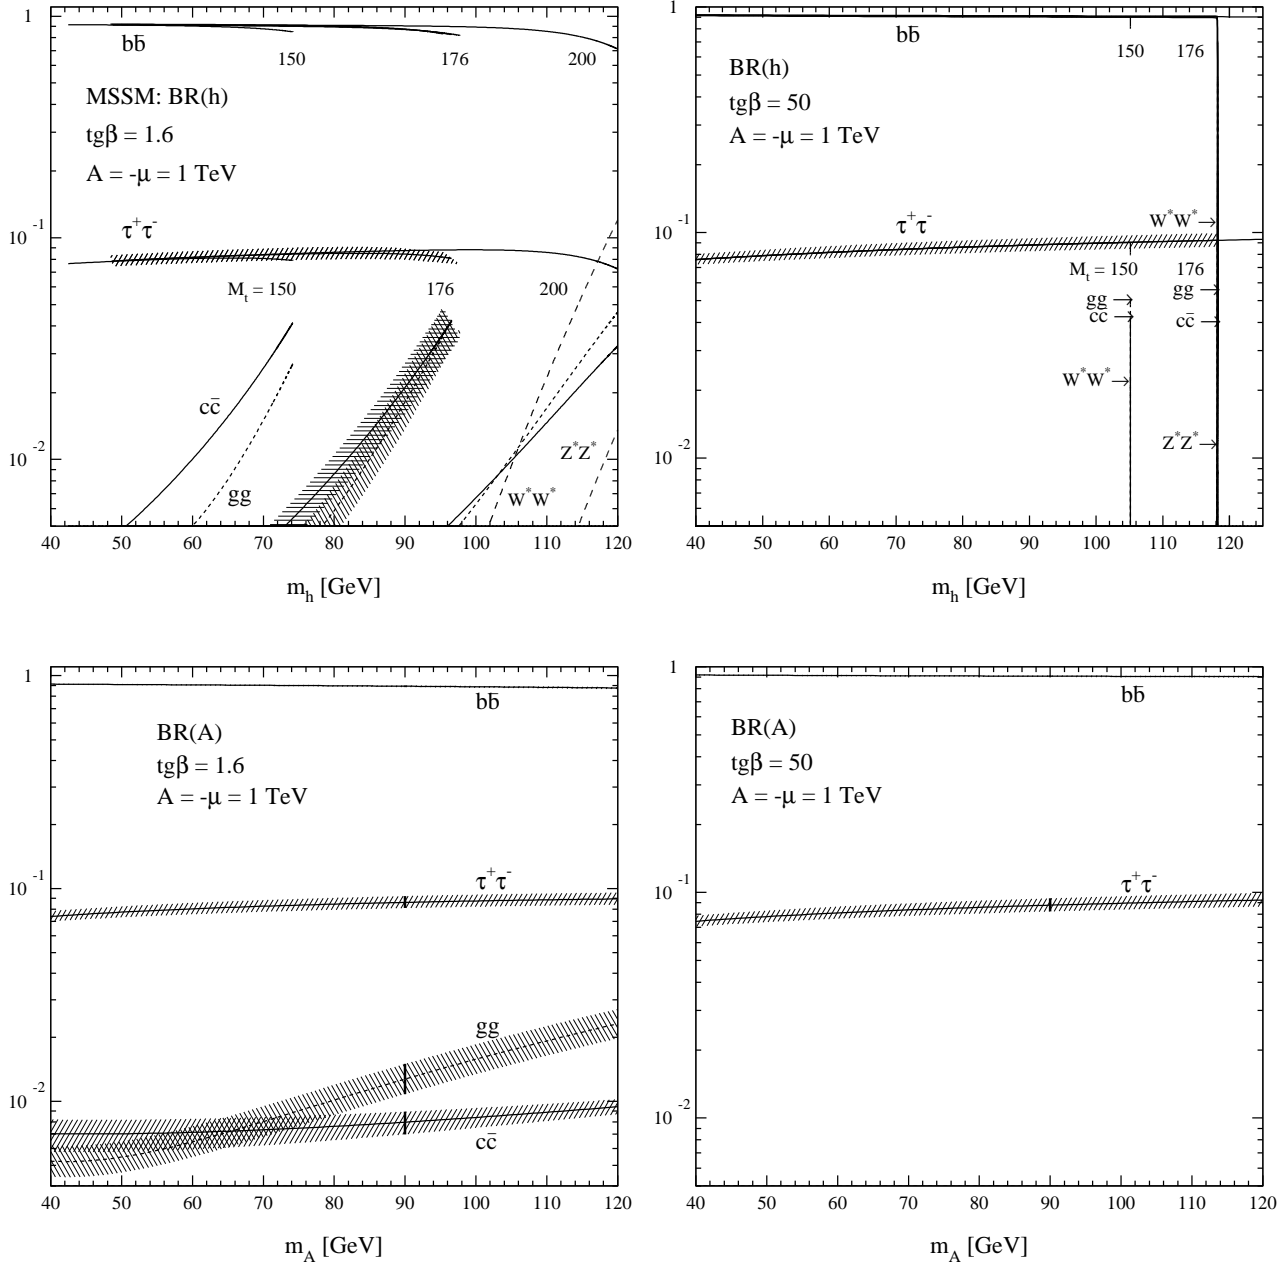 1
bb̄
150
176
200
MSSM: BR(h)
tgβ = 1.6
A = -μ = 1 TeV
τ⁺τ⁻
10⁻¹
M_t = 150
176
200
cc̄
gg
Z*Z*
W*W*
10⁻²
40 50 60 70 80 90 100 110 120
m_h [GeV]
1
bb̄
150 176
BR(h)
tgβ = 50
A = -μ = 1 TeV
W*W*
τ⁺τ⁻
10⁻¹
M_t = 150 176
gg
gg
cc̄
cc̄
W*W*
Z*Z*
10⁻²
40 50 60 70 80 90 100 110 120
m_h [GeV]
1
bb̄
BR(A)
tgβ = 1.6
A = -μ = 1 TeV
τ⁺τ⁻
10⁻¹
gg
10⁻²
cc̄
40 50 60 70 80 90 100 110 120
m_A [GeV]
1
bb̄
BR(A)
tgβ = 50
A = -μ = 1 TeV
τ⁺τ⁻
10⁻¹
10⁻²
40 50 60 70 80 90 100 110 120
m_A [GeV]